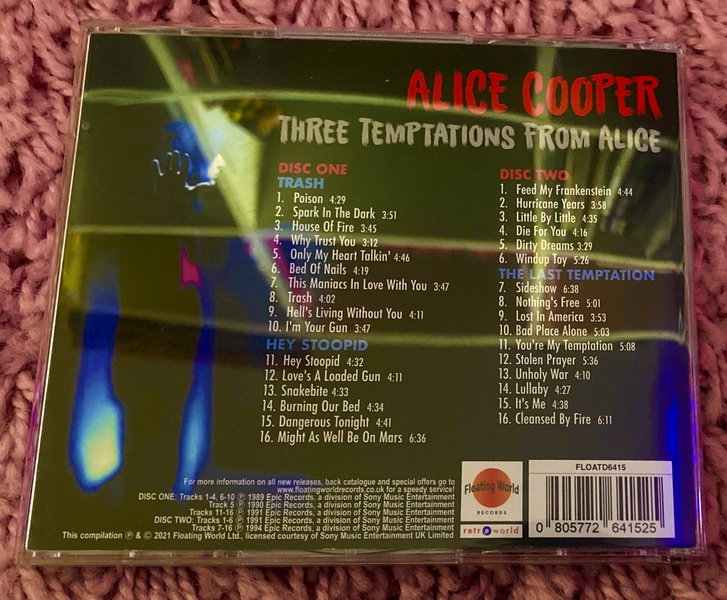 ALICE COOPER
THREE TEMPTATIONS FROM ALICE
DISC ONE
TRASH
1. Poison 4:29
2. Spark In The Dark 3:51
3. House Of Fire 3:45
4. Why Trust You 3:12
5. Only My Heart Talkin' 4:46
6. Bed Of Nails 4:19
7. This Maniacs In Love With You 3:47
8. Trash 4:02
9. Hell's Living Without You 4:11
10. I'm Your Gun 3:47
HEY STOOPID
11. Hey Stoopid 4:32
12. Love's A Loaded Gun 4:11
13. Snakebite 4:33
14. Burning Our Bed 4:34
15. Dangerous Tonight 4:41
16. Might As Well Be On Mars 6:36
DISC TWO
1. Feed My Frankenstein 4:44
2. Hurricane Years 3:58
3. Little By Little 4:35
4. Die For You 4:16
5. Dirty Dreams 3:29
6. Windup Toy 5:26
THE LAST TEMPTATION
7. Sideshow 6:38
8. Nothing's Free 5:01
9. Lost In America 3:53
10. Bad Place Alone 5:03
11. You're My Temptation 5:08
12. Stolen Prayer 5:36
13. Unholy War 4:10
14. Lullaby 4:27
15. It's Me 4:38
16. Cleansed By Fire 6:11
For more information on all new releases, back catalogue and special offers go to
www.floatingworldrecords.co.uk for a speedy service!
DISC ONE: Tracks 1-4, 6-10 ℗ 1989 Epic Records, a division of Sony Music Entertainment
Track 5 ℗ 1990 Epic Records, a division of Sony Music Entertainment
Tracks 11-16 ℗ 1991 Epic Records, a division of Sony Music Entertainment
DISC TWO: Tracks 1-6 ℗ 1991 Epic Records, a division of Sony Music Entertainment
Tracks 7-16 ℗ 1994 Epic Records, a division of Sony Music Entertainment
This compilation ℗ & © 2021 Floating World Ltd., licensed courtesy of Sony Music Entertainment UK Limited
Floating World
RECORDS
retroworld
FLOATD6415
0 805772 641525